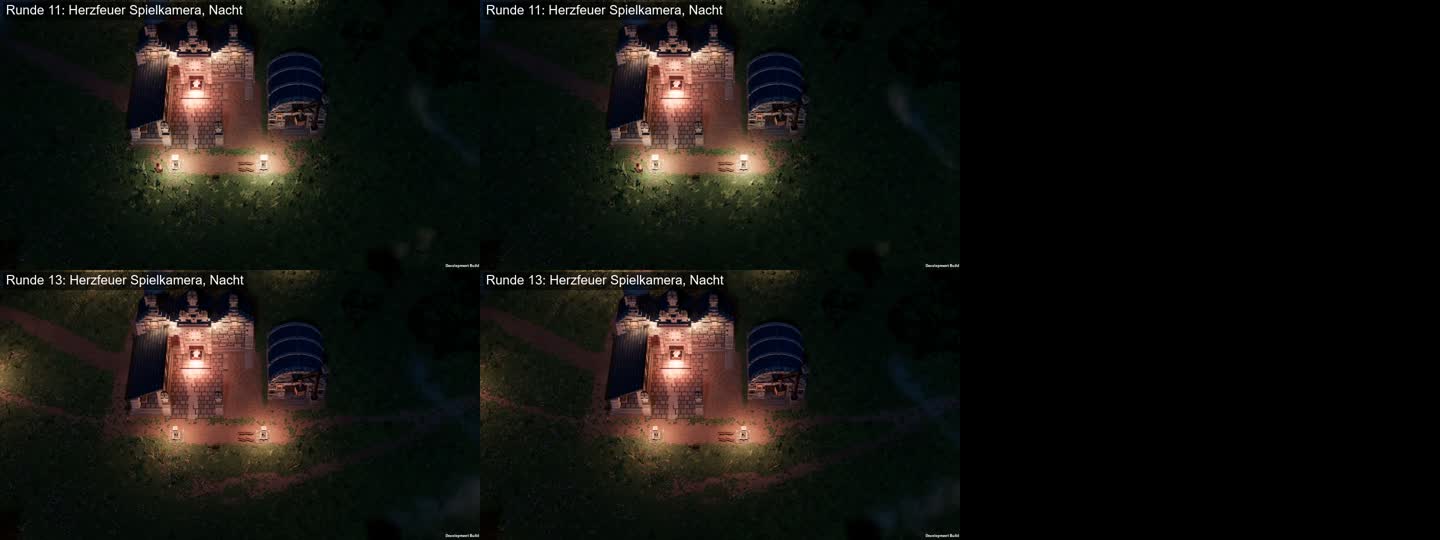 Runde 11: Herzfeuer Spielkamera, Nacht
Runde 11: Herzfeuer Spielkamera, Nacht
Development Build
Development Build
Runde 13: Herzfeuer Spielkamera, Nacht
Runde 13: Herzfeuer Spielkamera, Nacht
Development Build
Development Build